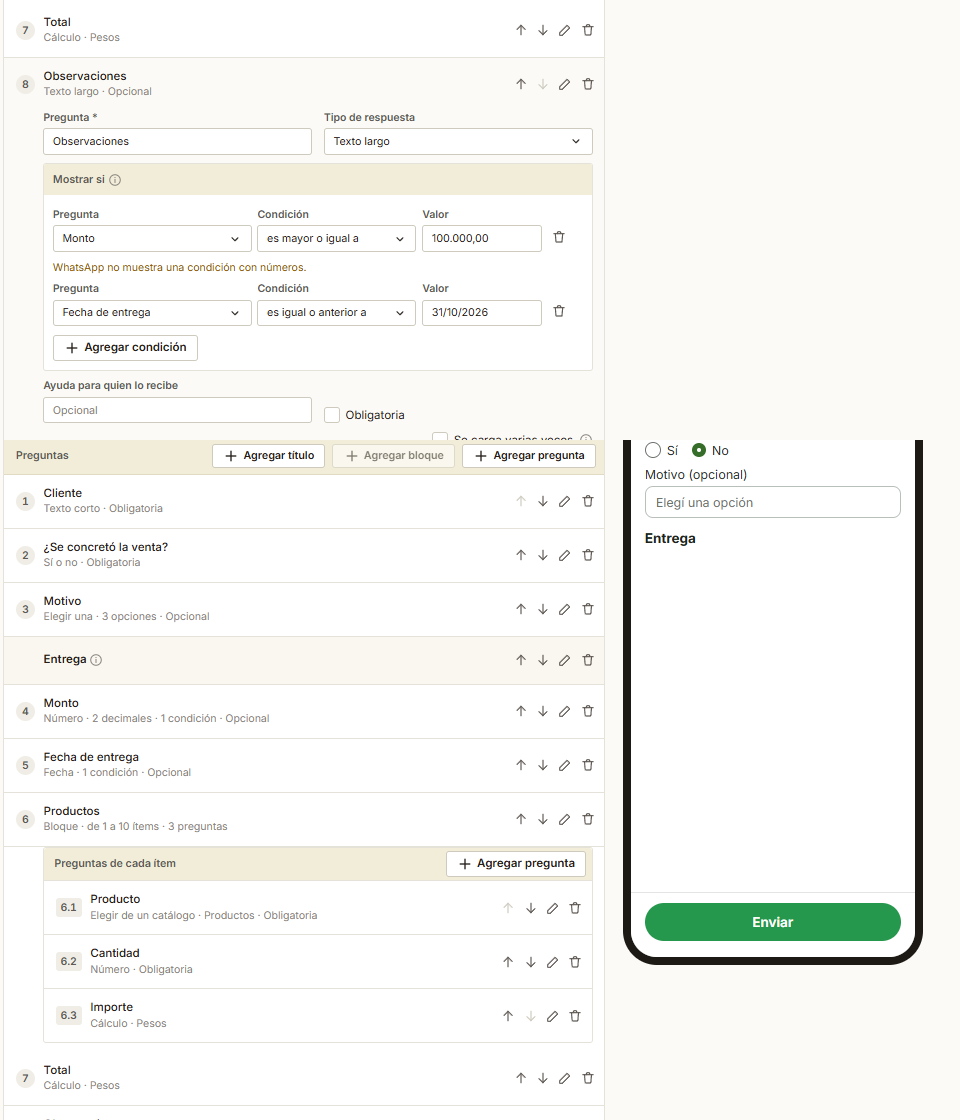 7
Total
Cálculo · Pesos
8
Observaciones
Texto largo · Opcional
Pregunta *
Tipo de respuesta
Observaciones
Texto largo
Mostrar si
Pregunta
Condición
Valor
Monto
es mayor o igual a
100.000,00
WhatsApp no muestra una condición con números.
Pregunta
Condición
Valor
Fecha de entrega
es igual o anterior a
31/10/2026
Agregar condición
Ayuda para quien lo recibe
Opcional
Obligatoria
Se carga varias veces
Preguntas
Agregar título
Agregar bloque
Agregar pregunta
1
Cliente
Texto corto · Obligatoria
2
¿Se concretó la venta?
Sí o no · Obligatoria
3
Motivo
Elegir una · 3 opciones · Opcional
Entrega
4
Monto
Número · 2 decimales · 1 condición · Opcional
5
Fecha de entrega
Fecha · 1 condición · Opcional
6
Productos
Bloque · de 1 a 10 ítems · 3 preguntas
Preguntas de cada ítem
Agregar pregunta
6.1
Producto
Elegir de un catálogo · Productos · Obligatoria
6.2
Cantidad
Número · Obligatoria
6.3
Importe
Cálculo · Pesos
7
Total
Cálculo · Pesos
Sí
No
Motivo (opcional)
Elegí una opción
Entrega
Enviar